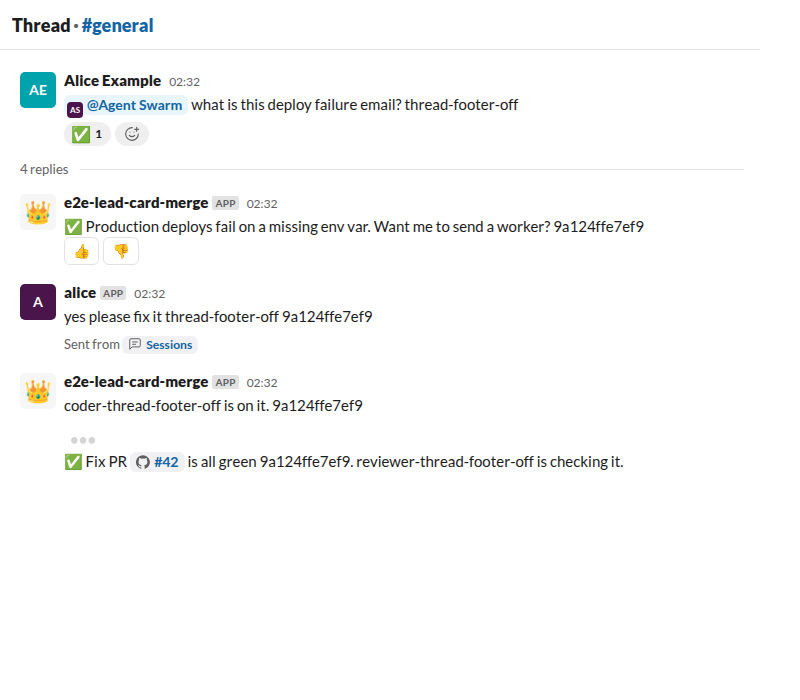 Thread • #general
AE
Alice Example 02:32
AS @Agent Swarm what is this deploy failure email? thread-footer-off
✅ 1
4 replies
e2e-lead-card-merge APP 02:32
✅ Production deploys fail on a missing env var. Want me to send a worker? 9a124ffe7ef9
👍 👎
A
alice APP 02:32
yes please fix it thread-footer-off 9a124ffe7ef9
Sent from Sessions
e2e-lead-card-merge APP 02:32
coder-thread-footer-off is on it. 9a124ffe7ef9
✅ Fix PR #42 is all green 9a124ffe7ef9. reviewer-thread-footer-off is checking it.